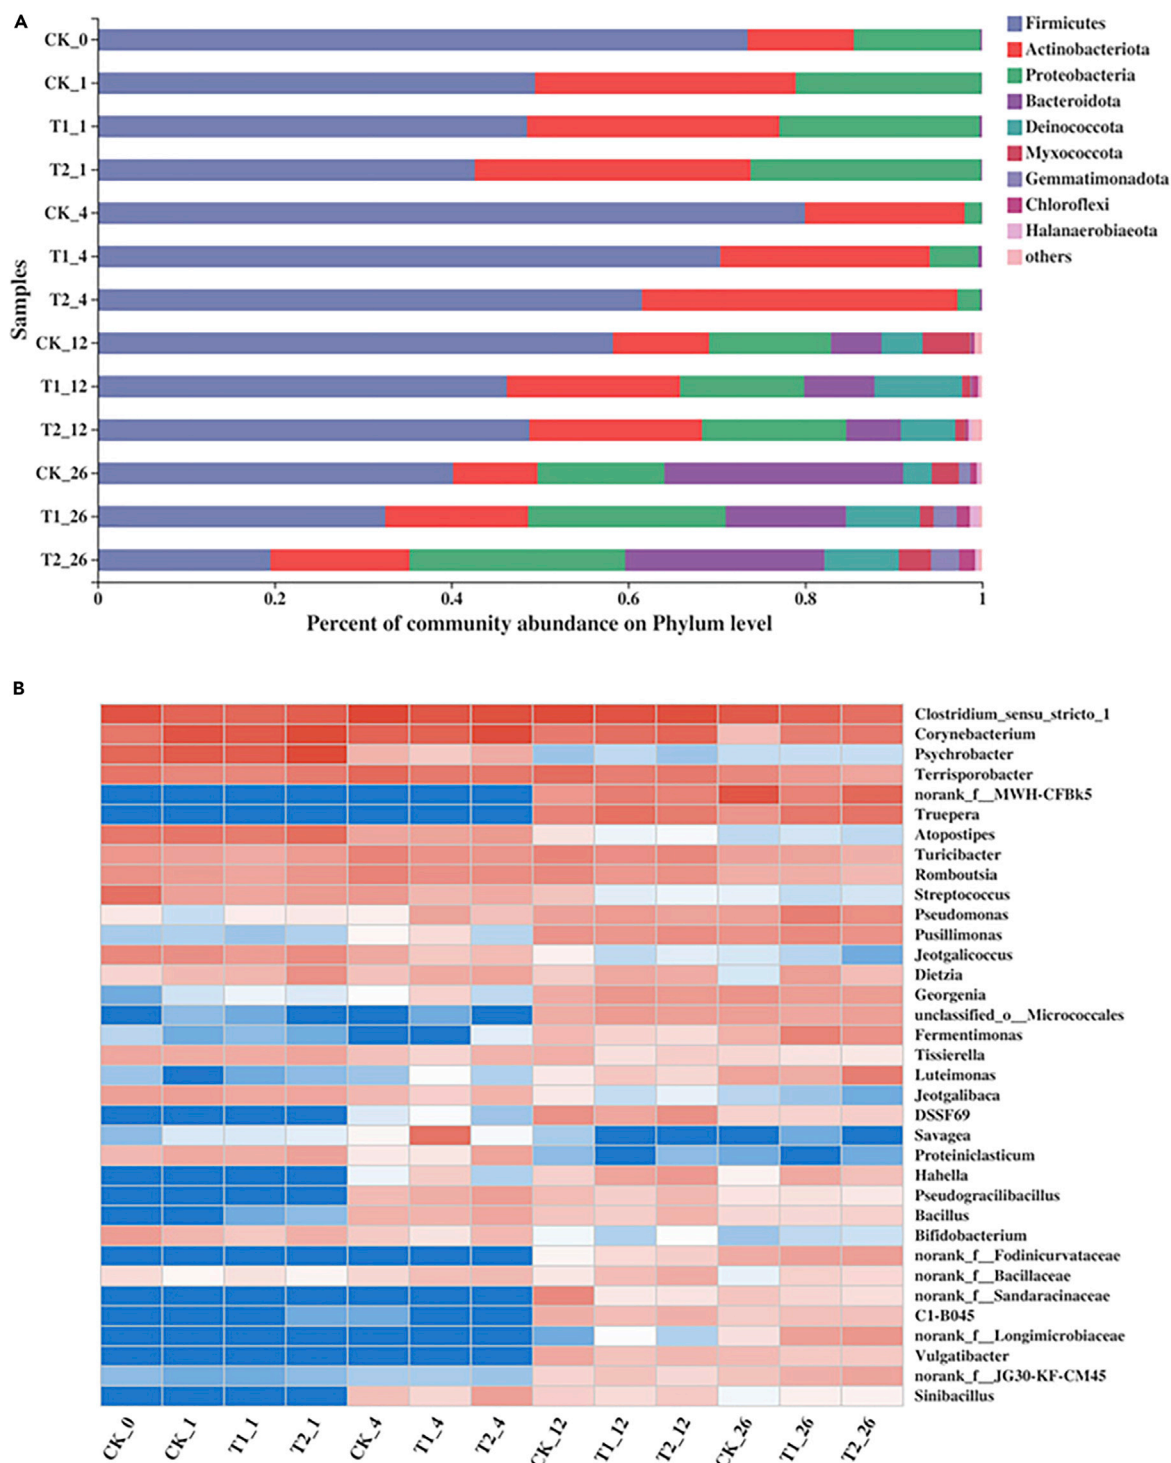 A
CK_0
CK_1
T1_1
T2_1
CK_4
T1_4
T2_4
CK_12
T1_12
T2_12
CK_26
T1_26
T2_26
Samples
0 0.2 0.4 0.6 0.8 1
Percent of community abundance on Phylum level
Firmicutes
Actinobacteriota
Proteobacteria
Bacteroidota
Deinococcota
Myxococcota
Gemmatimonadota
Chloroflexi
Halanaerobiaeota
others
B
Clostridium_sensu_stricto_1
Corynebacterium
Psychrobacter
Terrisporobacter
norank_f__MWH-CFBk5
Truepera
Atopostipes
Turicibacter
Romboutsia
Streptococcus
Pseudomonas
Pusillimonas
Jeotgalicoccus
Dietzia
Georgenia
unclassified_o__Micrococcales
Fermentimonas
Tissierella
Luteimonas
Jeotgalibaca
DSSF69
Savagea
Proteiniclasticum
Hahella
Pseudogracilibacillus
Bacillus
Bifidobacterium
norank_f__Fodinicurvataceae
norank_f__Bacillaceae
norank_f__Sandaracinaceae
C1-B045
norank_f__Longimicrobiaceae
Vulgatibacter
norank_f__JG30-KF-CM45
Sinibacillus
CK_0 CK_1 T1_1 T2_1 CK_4 T1_4 T2_4 CK_12 T1_12 T2_12 CK_26 T1_26 T2_26